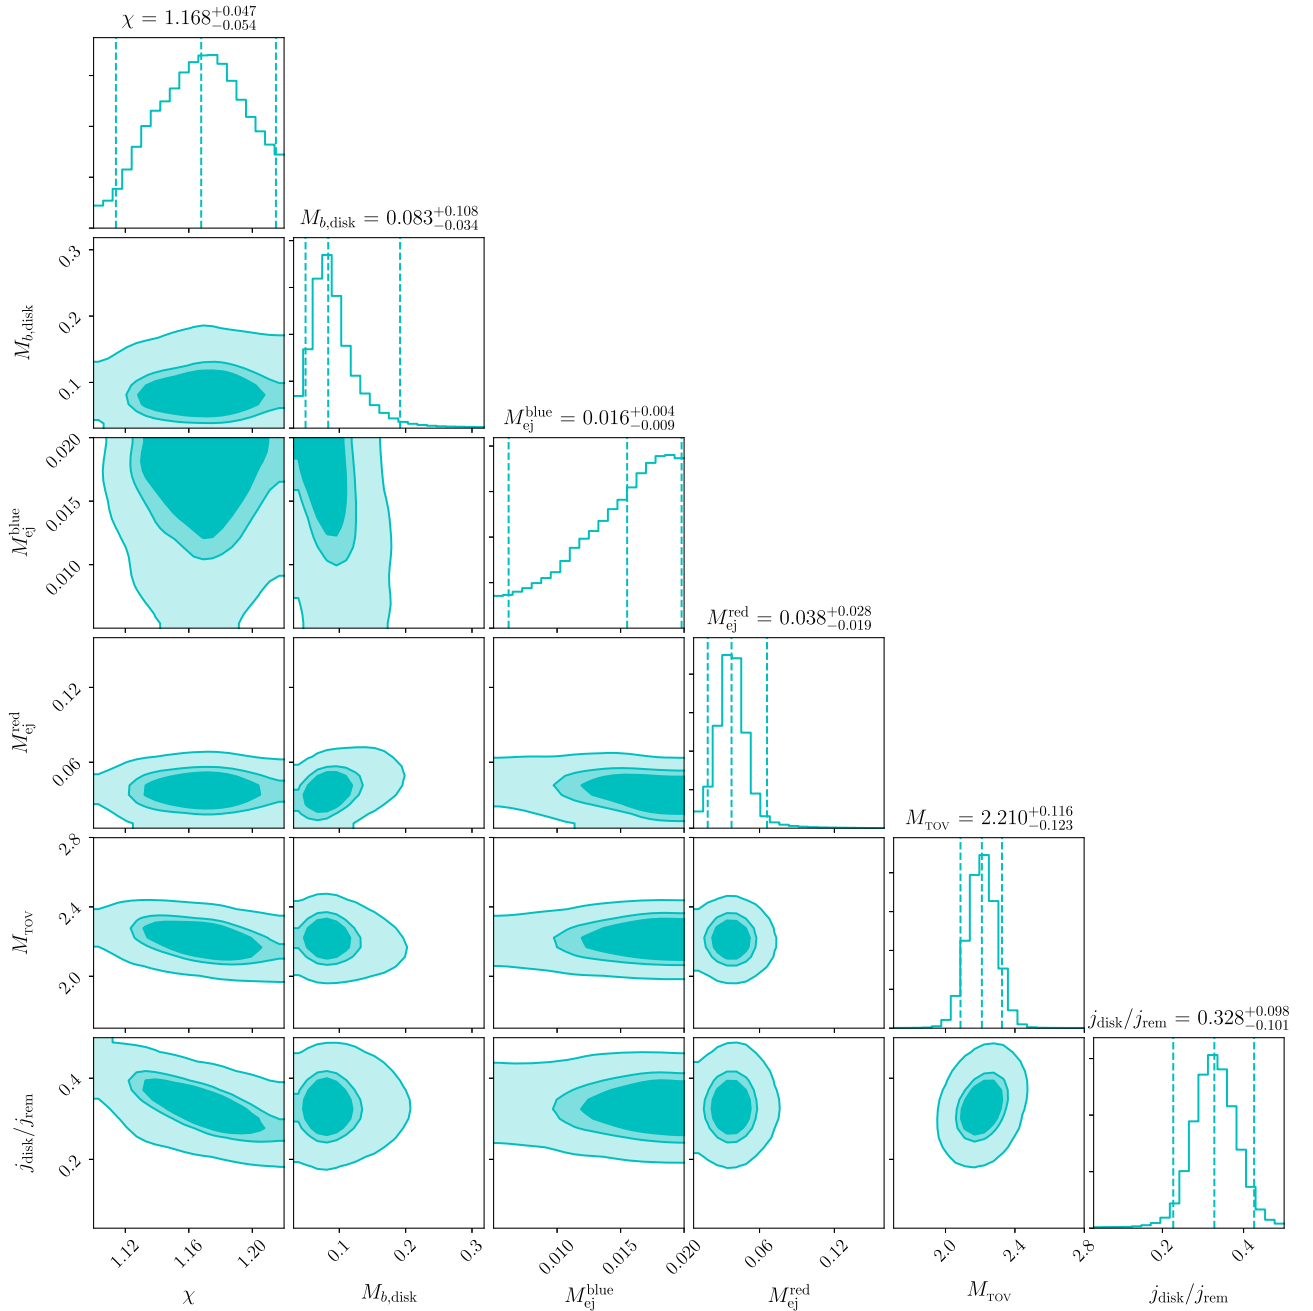 χ = 1.168^{+0.047}_{−0.054}
M_{b,disk} = 0.083^{+0.108}_{−0.034}
0.3
0.2
0.1
M_{b,disk}
M_{ej}^{blue} = 0.016^{+0.004}_{−0.009}
0.020
0.015
0.010
M_{ej}^{blue}
M_{ej}^{red} = 0.038^{+0.028}_{−0.019}
0.12
0.06
M_{ej}^{red}
M_{TOV} = 2.210^{+0.116}_{−0.123}
2.8
2.4
2.0
M_{TOV}
j_{disk}/j_{rem} = 0.328^{+0.098}_{−0.101}
0.4
0.2
j_{disk}/j_{rem}
1.12 1.16 1.20 0.1 0.2 0.3 0.010 0.015 0.020 0.06 0.12 2.0 2.4 2.8 0.2 0.4
χ M_{b,disk} M_{ej}^{blue} M_{ej}^{red} M_{TOV} j_{disk}/j_{rem}